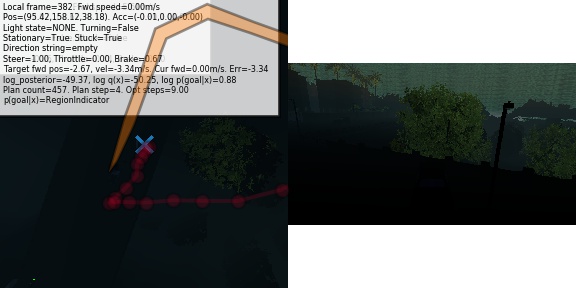 Local frame=382. Fwd speed=0.00m/s
Pos=(95.42,158.12,38.18). Acc=(-0.01,0.00,-0.00)
Light state=NONE. Turning=False
Stationary=True. Stuck=True
Direction string=empty
Steer=1.00, Throttle=0.00, Brake=0.67
Target fwd pos=-2.67, vel=-3.34m/s. Cur fwd=0.00m/s. Err=-3.34
log_posterior=-49.37, log q(x)=-50.25, log p(goal|x)=0.88
Plan count=457. Plan step=4. Opt steps=9.00
p(goal|x)=RegionIndicator